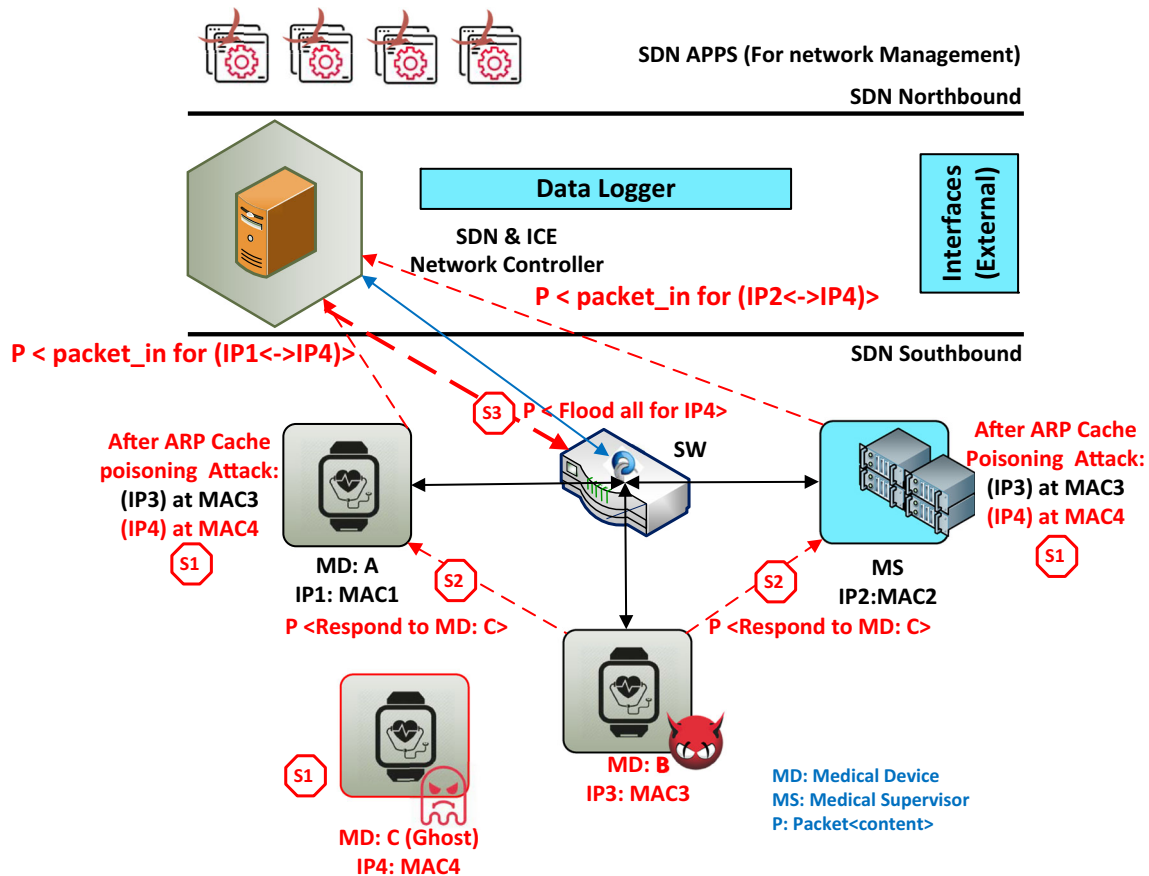 SDN APPS (For network Management)
SDN Northbound
Data Logger
Interfaces
(External)
SDN & ICE
Network Controller
P < packet_in for (IP2<->IP4)>
P < packet_in for (IP1<->IP4)>
SDN Southbound
S3
P < Flood all for IP4>
SW
After ARP Cache
poisoning Attack:
(IP3) at MAC3
(IP4) at MAC4
S1
After ARP Cache
Poisoning Attack:
(IP3) at MAC3
(IP4) at MAC4
S1
MD: A
IP1: MAC1
S2
P <Respond to MD: C>
MS
IP2:MAC2
S2
P <Respond to MD: C>
S1
MD: C (Ghost)
IP4: MAC4
MD: B
IP3: MAC3
MD: Medical Device
MS: Medical Supervisor
P: Packet<content>